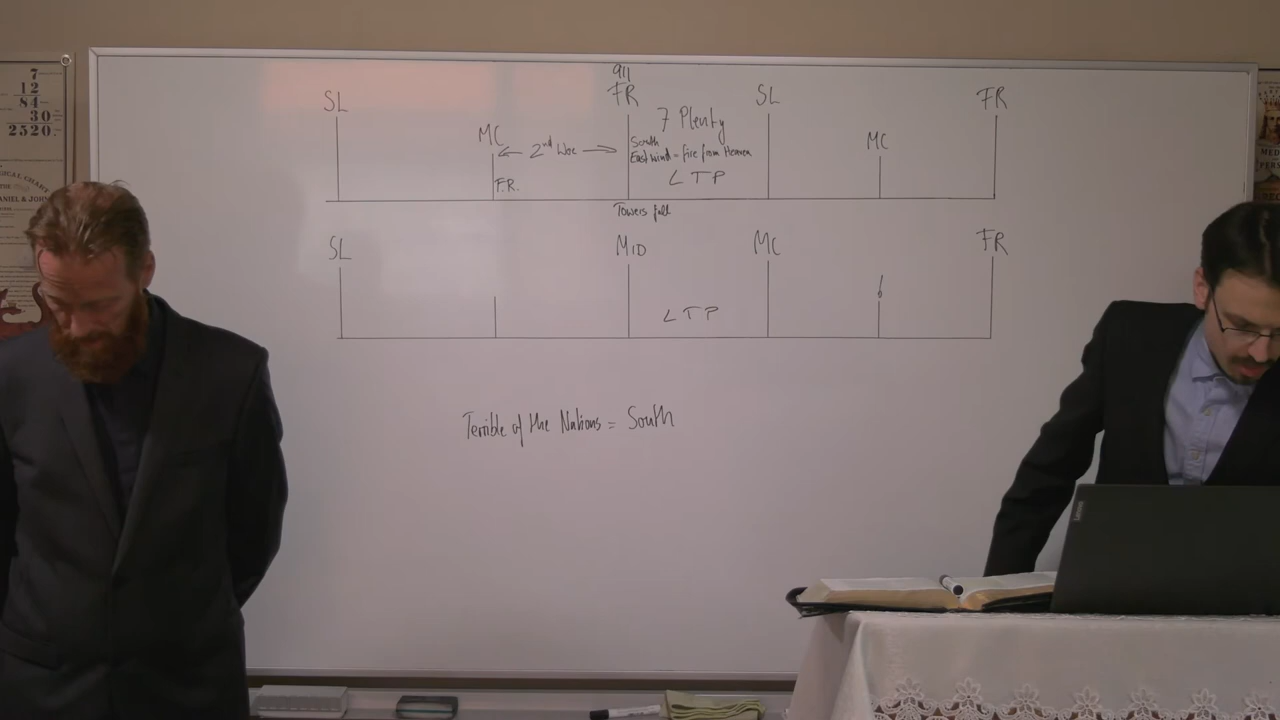 911
SL
FR
SL
FR
7 Plenty
MC
2nd Woe
South
MC
East wind = fire from Heaven
F.R.
LTP
Towers fall
SL
MID
MC
FR
LTP
Terrible of the Nations = South
7
12
84
30
2520
Lenovo